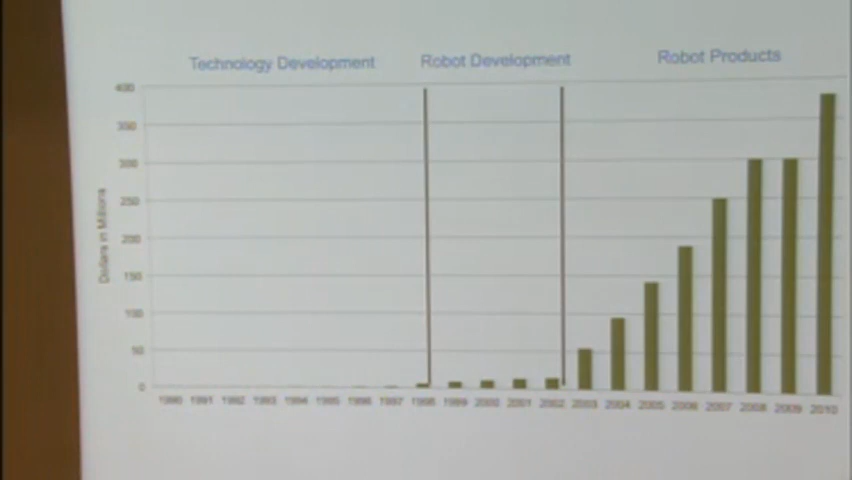 Technology Development
Robot Development
Robot Products
400
350
300
250
200
150
100
50
0
Dollars in Millions
1990 1991 1992 1993 1994 1995 1996 1997 1998 1999 2000 2001 2002 2003 2004 2005 2006 2007 2008 2009 2010